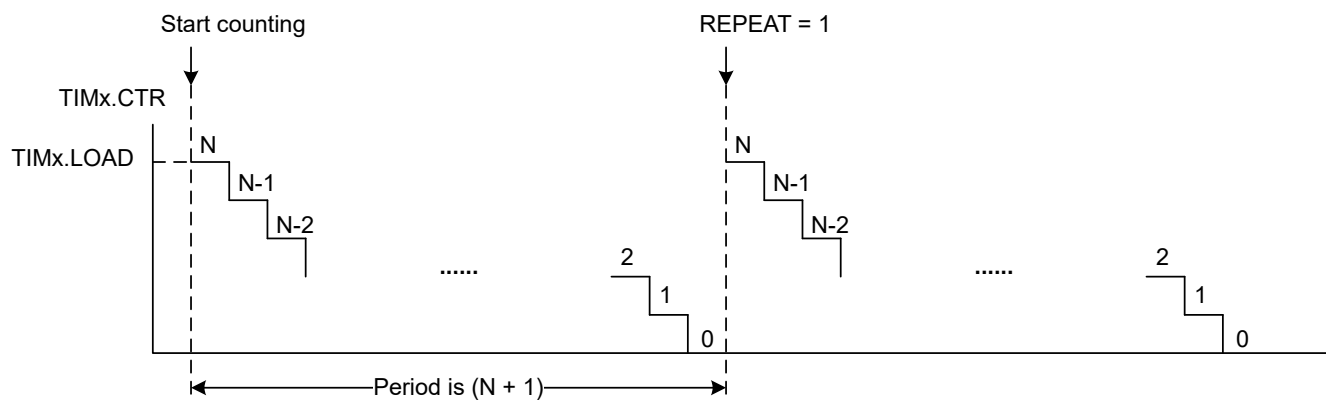 Start counting
REPEAT = 1
TIMx.CTR
TIMx.LOAD
N
N-1
N-2
......
2
1
0
N
N-1
N-2
......
2
1
0
Period is (N + 1)